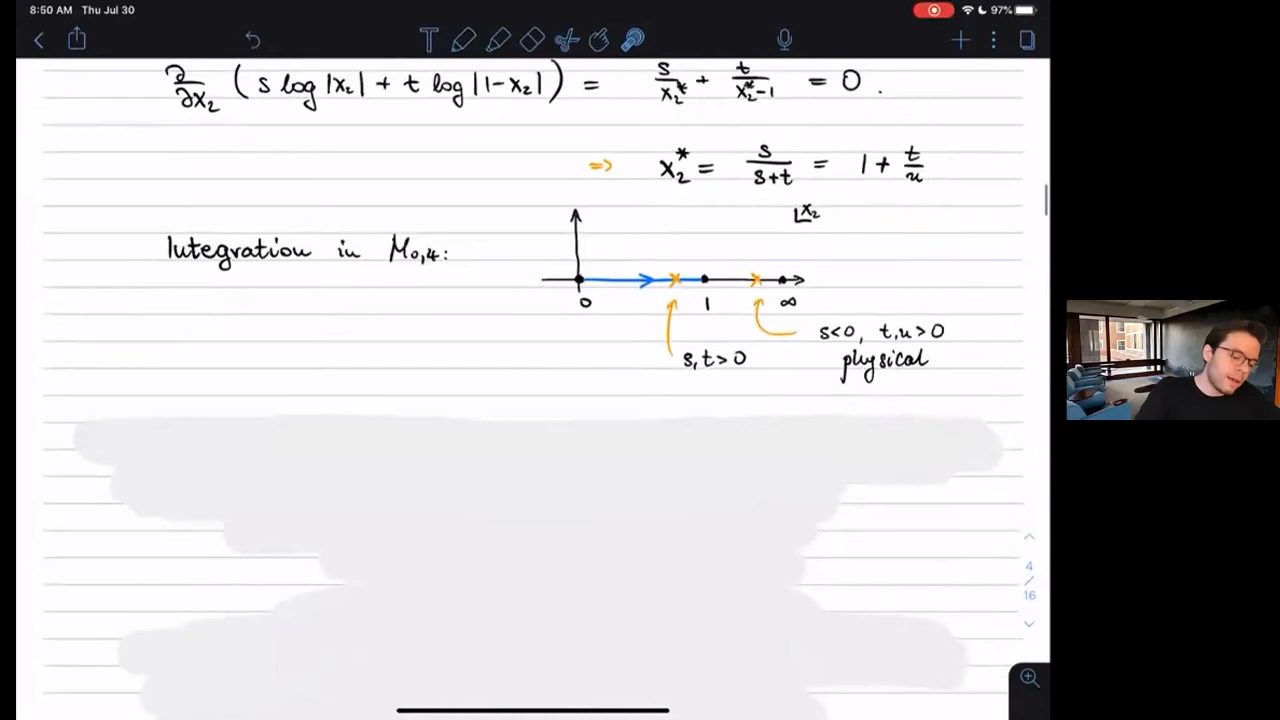 8:50 AM Thu Jul 30
97%
∂/∂x₂ ( s log|x₂| + t log|1-x₂| ) = s/x₂* + t/(x₂*-1) = 0 .
=> x₂* = s/(s+t) = 1 + t/u
x₂
Integration in M₀,₄:
0 1 ∞
s<0, t,u>0
s,t>0 physical
4
/
16